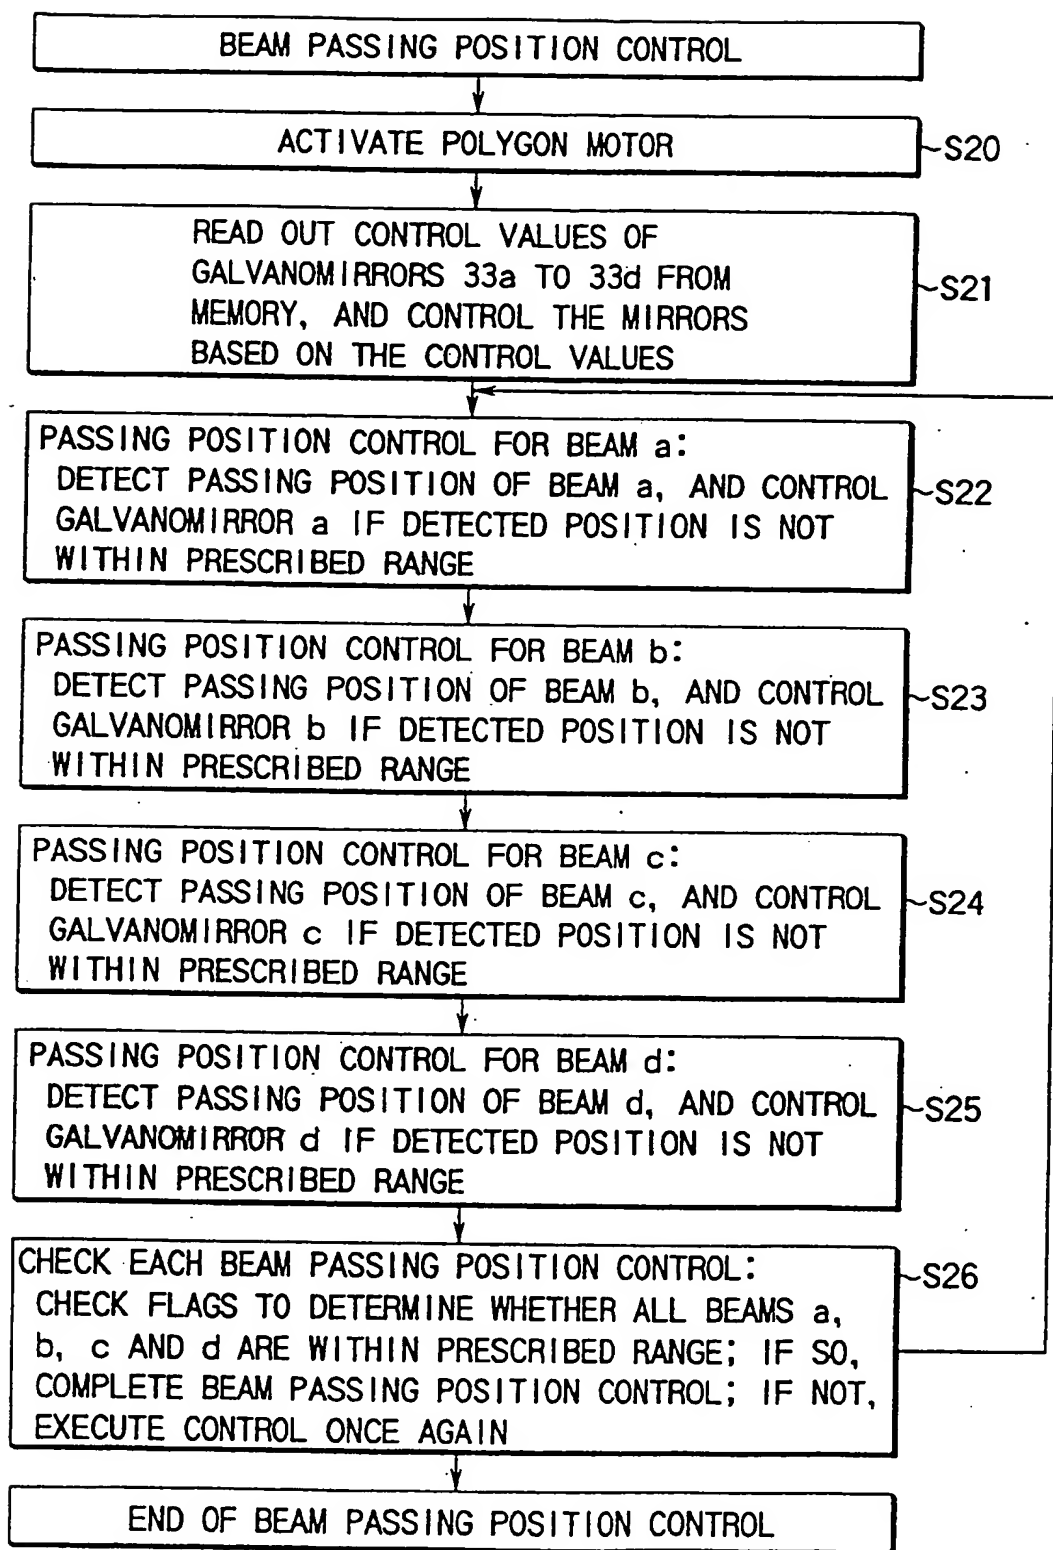 BEAM PASSING POSITION CONTROL
ACTIVATE POLYGON MOTOR
S20
READ OUT CONTROL VALUES OF
GALVANOMIRRORS 33a TO 33d FROM
MEMORY, AND CONTROL THE MIRRORS
BASED ON THE CONTROL VALUES
S21
PASSING POSITION CONTROL FOR BEAM a:
DETECT PASSING POSITION OF BEAM a, AND CONTROL
GALVANOMIRROR a IF DETECTED POSITION IS NOT
WITHIN PRESCRIBED RANGE
S22
PASSING POSITION CONTROL FOR BEAM b:
DETECT PASSING POSITION OF BEAM b, AND CONTROL
GALVANOMIRROR b IF DETECTED POSITION IS NOT
WITHIN PRESCRIBED RANGE
S23
PASSING POSITION CONTROL FOR BEAM c:
DETECT PASSING POSITION OF BEAM c, AND CONTROL
GALVANOMIRROR c IF DETECTED POSITION IS NOT
WITHIN PRESCRIBED RANGE
S24
PASSING POSITION CONTROL FOR BEAM d:
DETECT PASSING POSITION OF BEAM d, AND CONTROL
GALVANOMIRROR d IF DETECTED POSITION IS NOT
WITHIN PRESCRIBED RANGE
S25
CHECK EACH BEAM PASSING POSITION CONTROL:
CHECK FLAGS TO DETERMINE WHETHER ALL BEAMS a,
b, c AND d ARE WITHIN PRESCRIBED RANGE; IF SO,
COMPLETE BEAM PASSING POSITION CONTROL; IF NOT,
EXECUTE CONTROL ONCE AGAIN
S26
END OF BEAM PASSING POSITION CONTROL